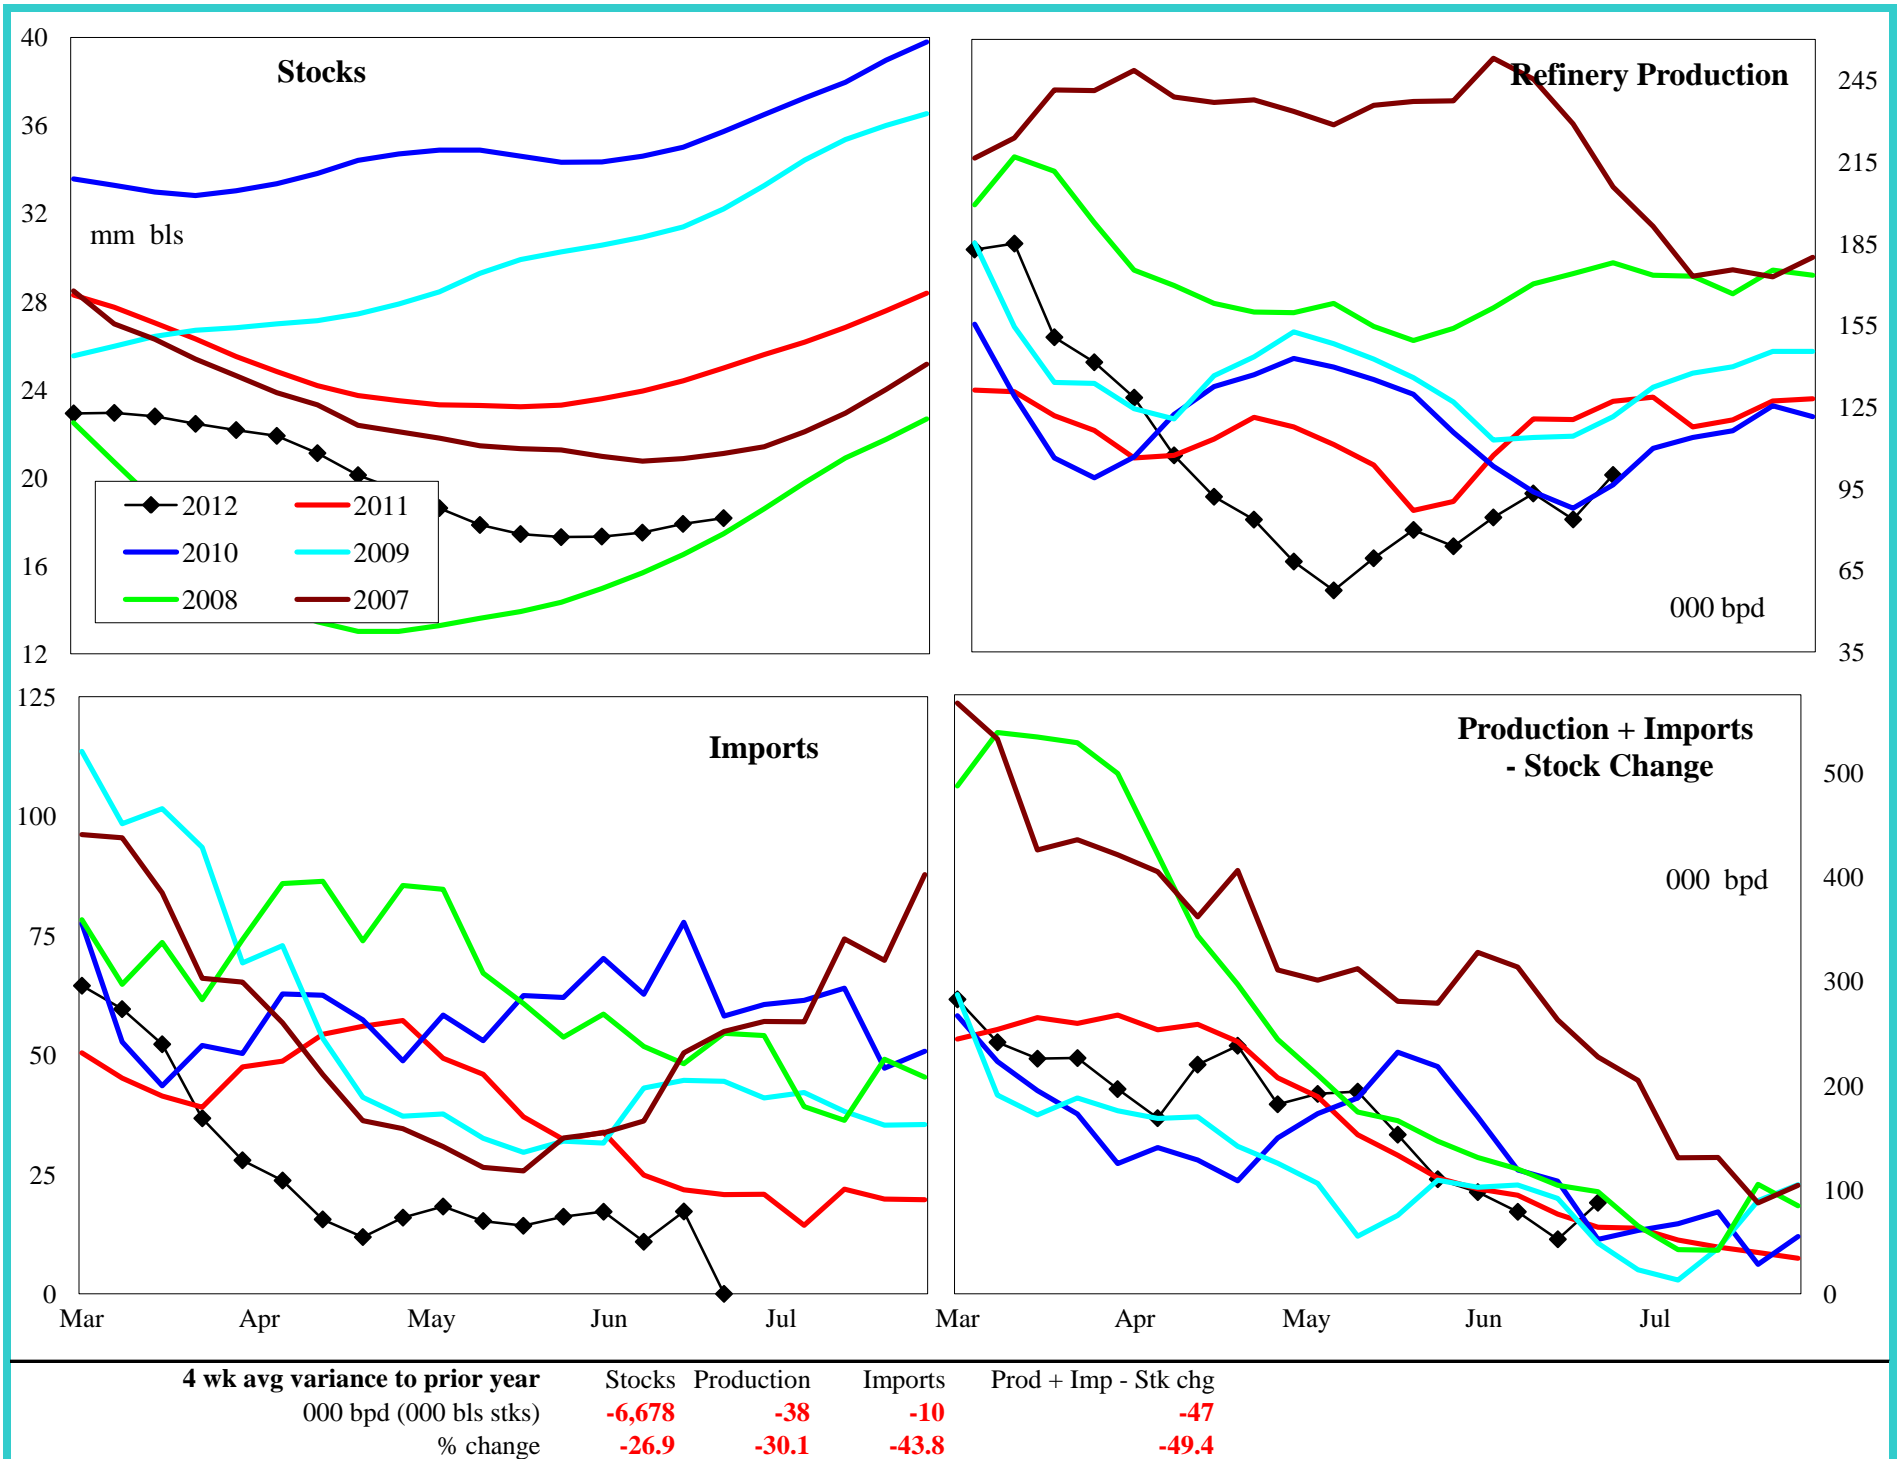 Stocks
mm bls
40
36
32
28
24
20
16
12
2012
2011
2010
2009
2008
2007
Refinery Production
000 bpd
245
215
185
155
125
95
65
35
Imports
125
100
75
50
25
0
Mar Apr May Jun Jul
Production + Imports
- Stock Change
000 bpd
500
400
300
200
100
0
Mar Apr May Jun Jul
4 wk avg variance to prior year Stocks Production Imports Prod + Imp - Stk chg
000 bpd (000 bls stks) -6,678 -38 -10 -47
% change -26.9 -30.1 -43.8 -49.4